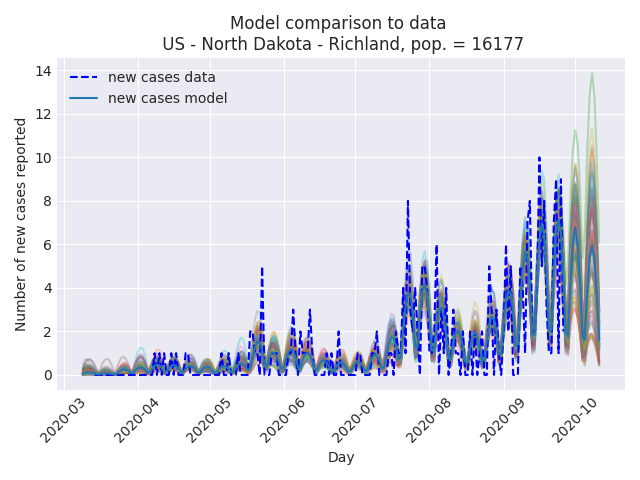 Model comparison to data
US - North Dakota - Richland, pop. = 16177
new cases data
new cases model
Number of new cases reported
14
12
10
8
6
4
2
0
2020-03
2020-04
2020-05
2020-06
2020-07
2020-08
2020-09
2020-10
Day